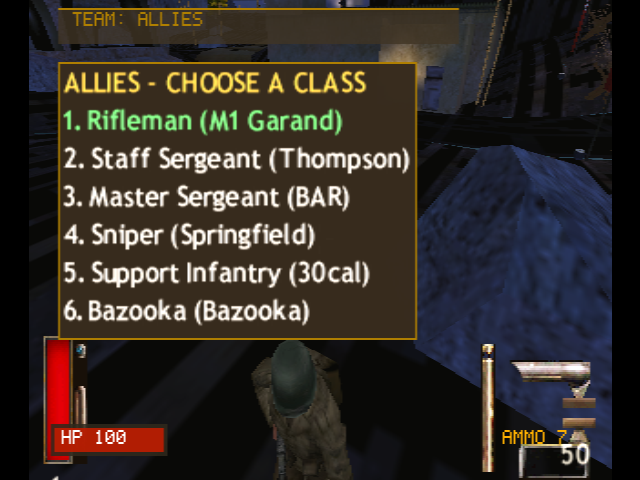 TEAM: ALLIES
ALLIES - CHOOSE A CLASS
1. Rifleman (M1 Garand)
2. Staff Sergeant (Thompson)
3. Master Sergeant (BAR)
4. Sniper (Springfield)
5. Support Infantry (30cal)
6. Bazooka (Bazooka)
HP 100
AMMO 7
50